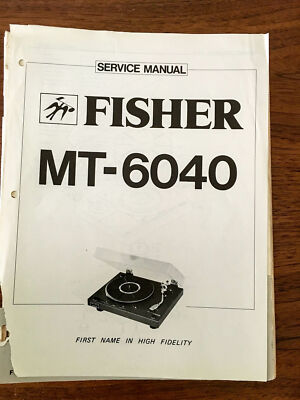 SERVICE MANUAL
FISHER
MT-6040
FIRST NAME IN HIGH FIDELITY
F